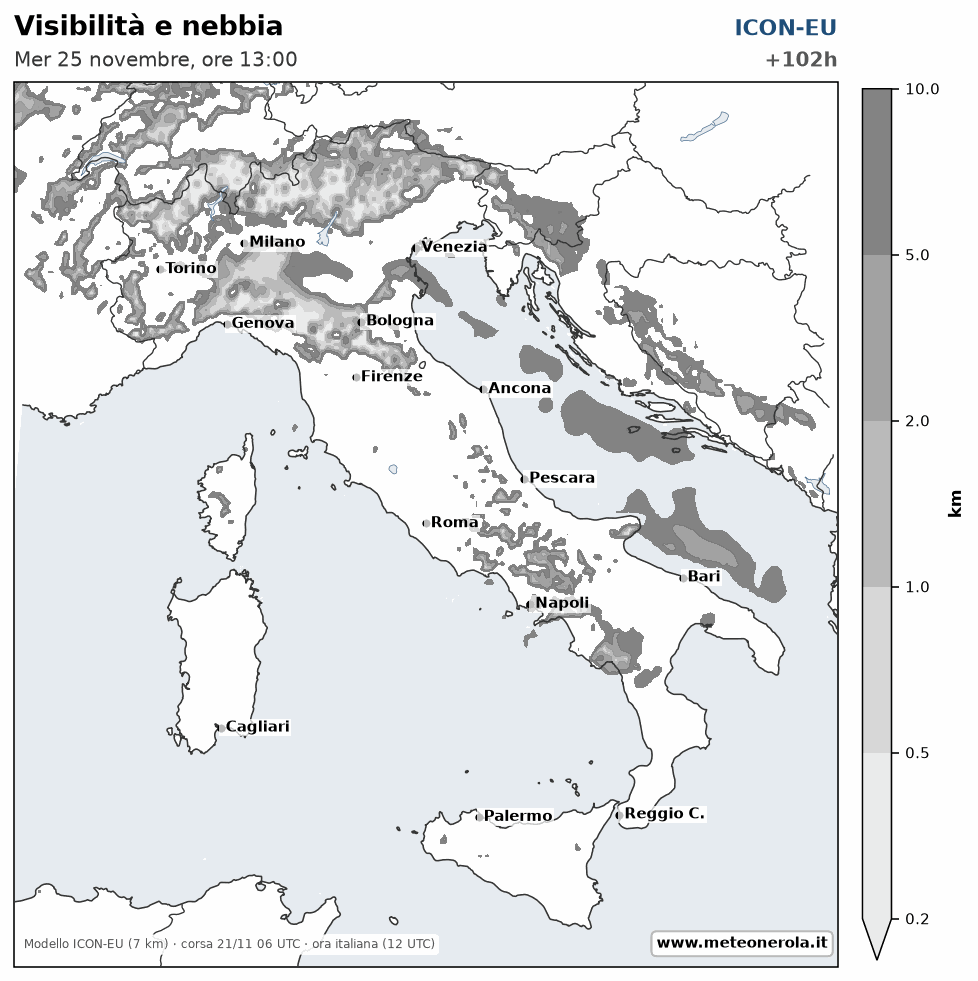 Visibilità e nebbia
ICON-EU
Mer 25 novembre, ore 13:00
+102h
10.0
5.0
2.0
1.0
0.5
0.2
km
Milano
Venezia
Torino
Genova
Bologna
Firenze
Ancona
Pescara
Roma
Bari
Napoli
Cagliari
Palermo
Reggio C.
Modello ICON-EU (7 km) · corsa 21/11 06 UTC · ora italiana (12 UTC)
www.meteonerola.it